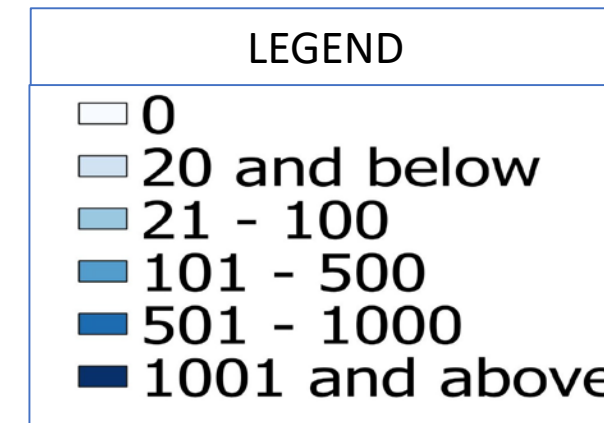 LEGEND
0
20 and below
21 - 100
101 - 500
501 - 1000
1001 and above